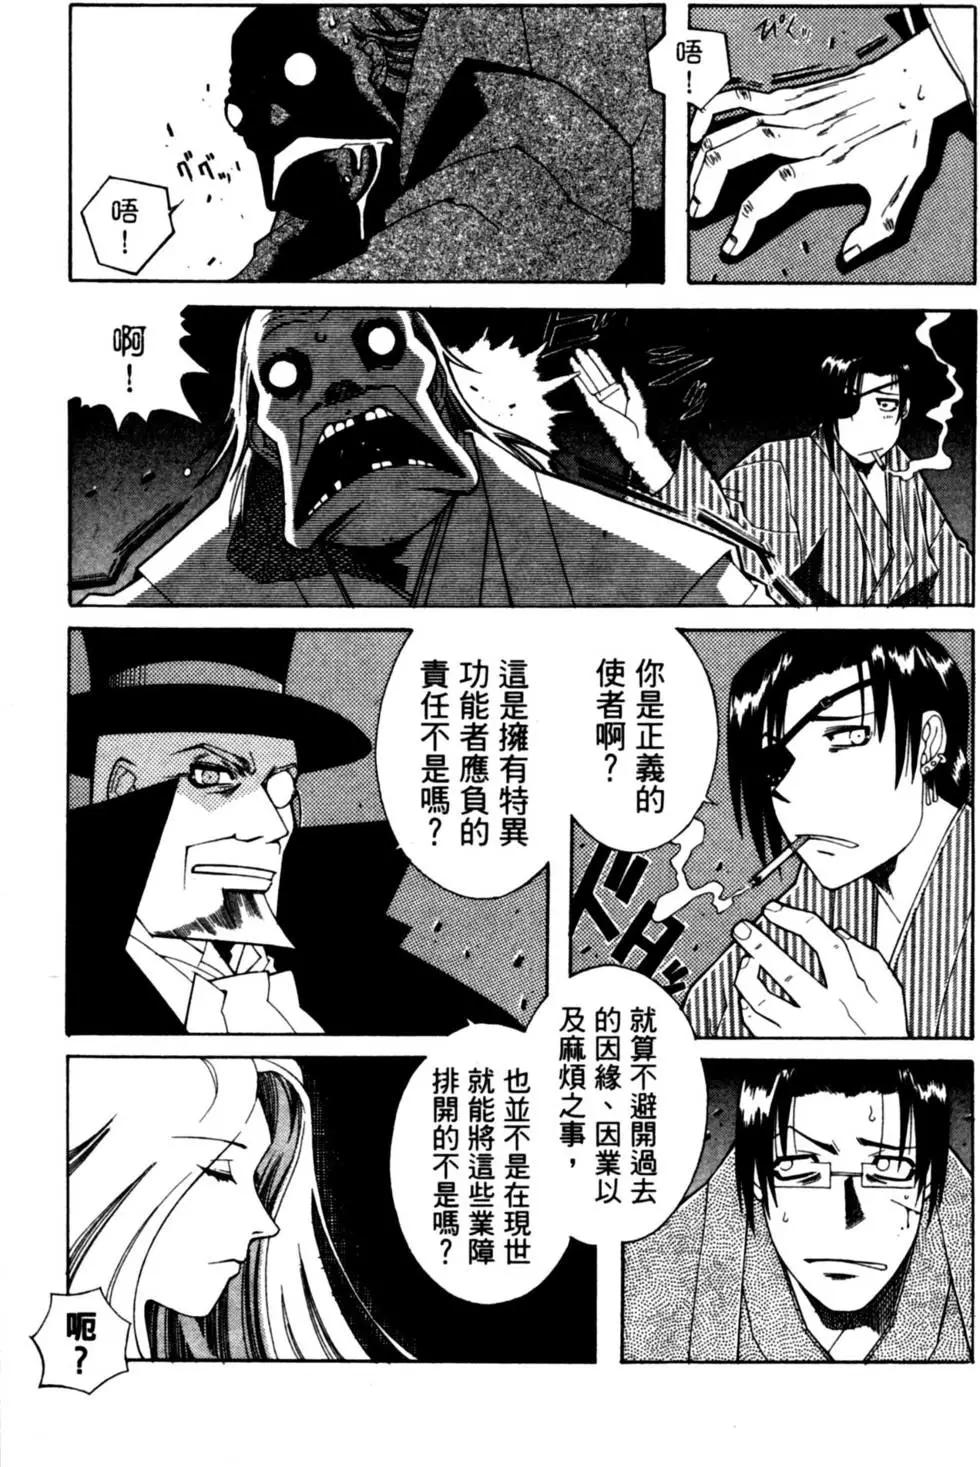 ぴくッ
唔！
ググッ…
唔！
啊！
你是正義的
使者啊？
這是擁有特異
功能者應負的
責任不是嗎？
就算不避開過去
的因緣、因業以
及麻煩之事，
也並不是在現世
就能將這些業障
排開的不是嗎？
呃？